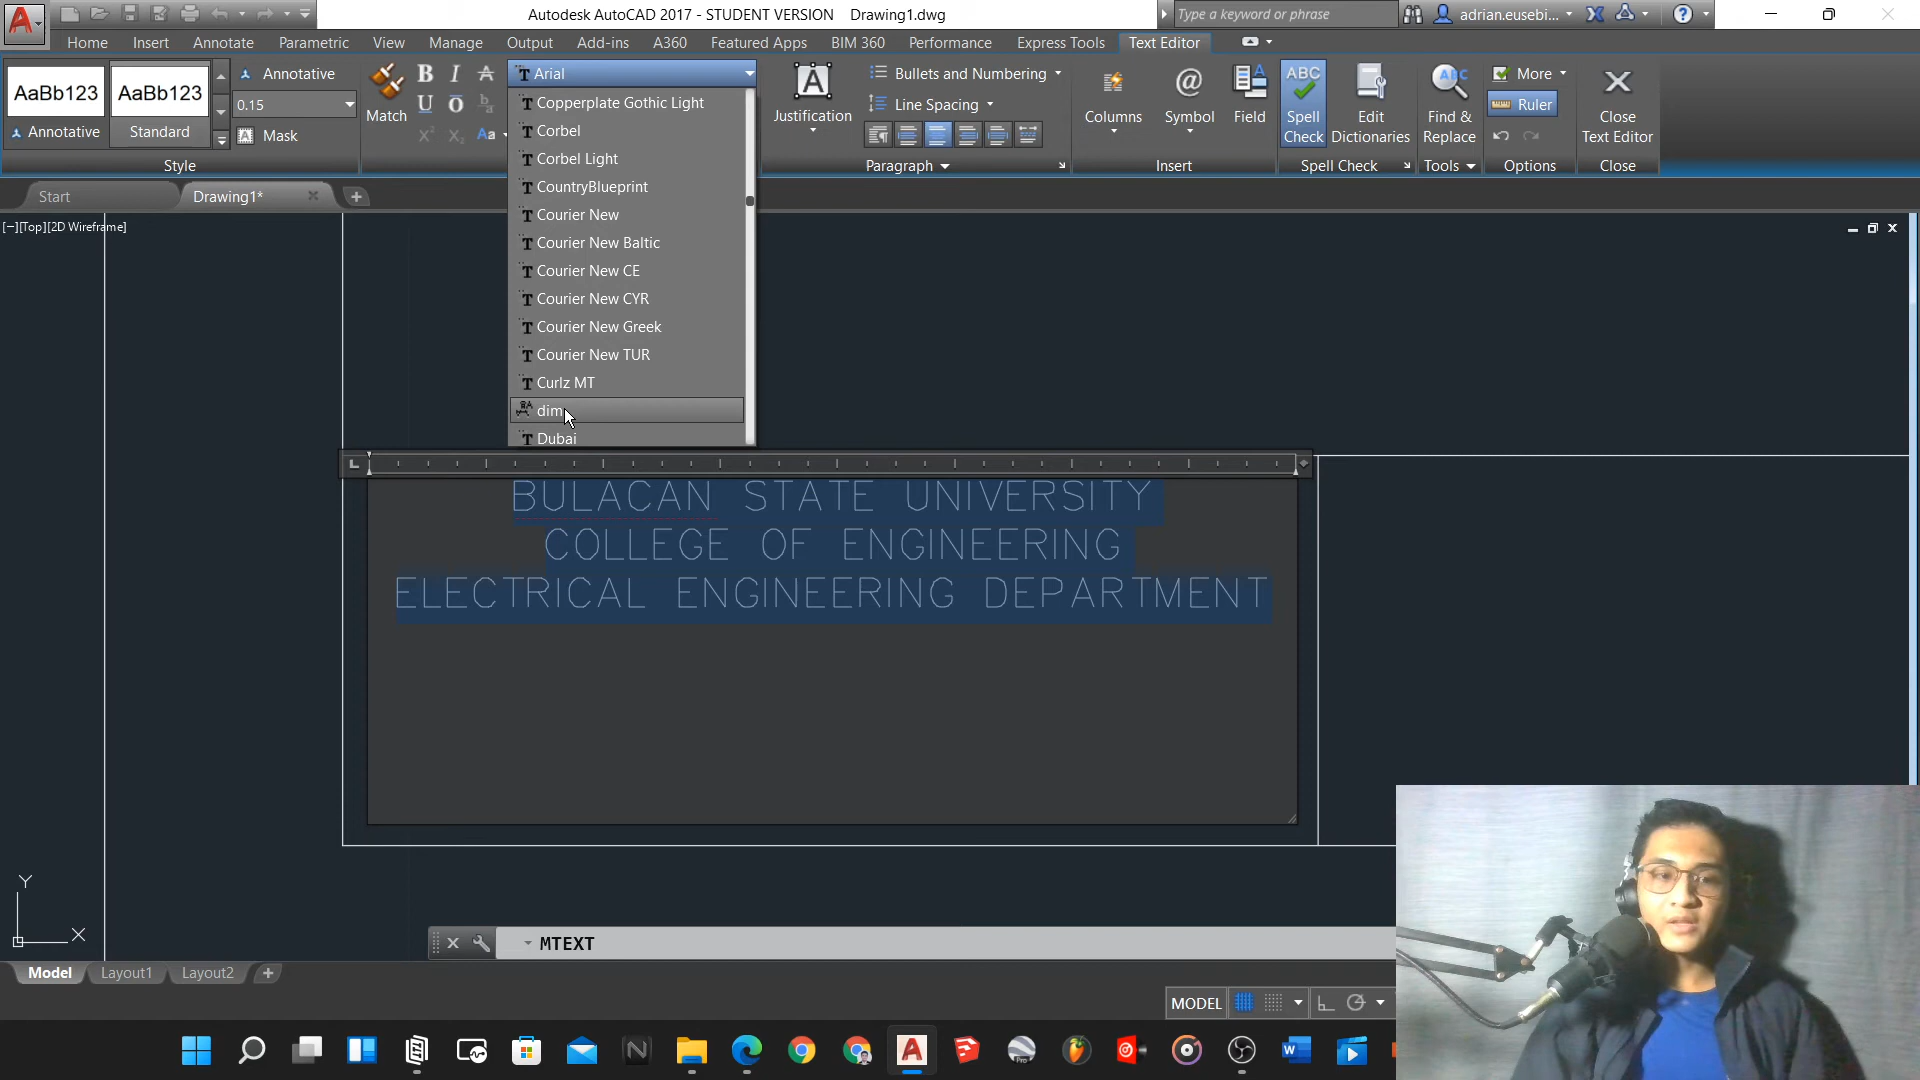 Autodesk AutoCAD 2017 - STUDENT VERSION Drawing1.dwg
Type a keyword or phrase
adrian.eusebi...
Home Insert Annotate Parametric View Manage Output Add-ins A360 Featured Apps BIM 360 Performance Express Tools Text Editor
AaBb123 AaBb123
Annotative Standard
Annotative
0.15
Mask
Style
Match
Arial
Copperplate Gothic Light
Corbel
Corbel Light
CountryBlueprint
Courier New
Courier New Baltic
Courier New CE
Courier New CYR
Courier New Greek
Courier New TUR
Curlz MT
dim
Dubai
Justification
Bullets and Numbering
Line Spacing
Paragraph
Columns
Symbol
Field
Insert
ABC
Spell Check
Edit Dictionaries
Spell Check
ABC
Find & Replace
Tools
More
Ruler
Options
Close Text Editor
Close
Start Drawing1*
[−][Top][2D Wireframe]
BULACAN STATE UNIVERSITY
COLLEGE OF ENGINEERING
ELECTRICAL ENGINEERING DEPARTMENT
Y
X
MTEXT
Model Layout1 Layout2
MODEL